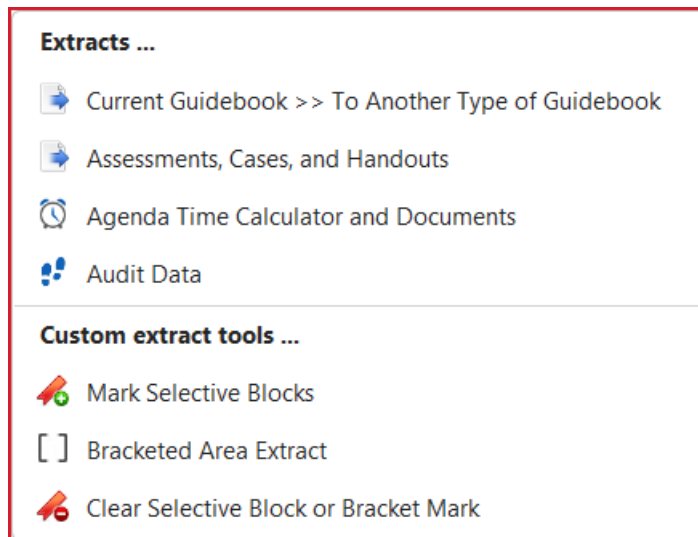 Extracts ...
Current Guidebook >> To Another Type of Guidebook
Assessments, Cases, and Handouts
Agenda Time Calculator and Documents
Audit Data
Custom extract tools ...
Mark Selective Blocks
[ ] Bracketed Area Extract
Clear Selective Block or Bracket Mark